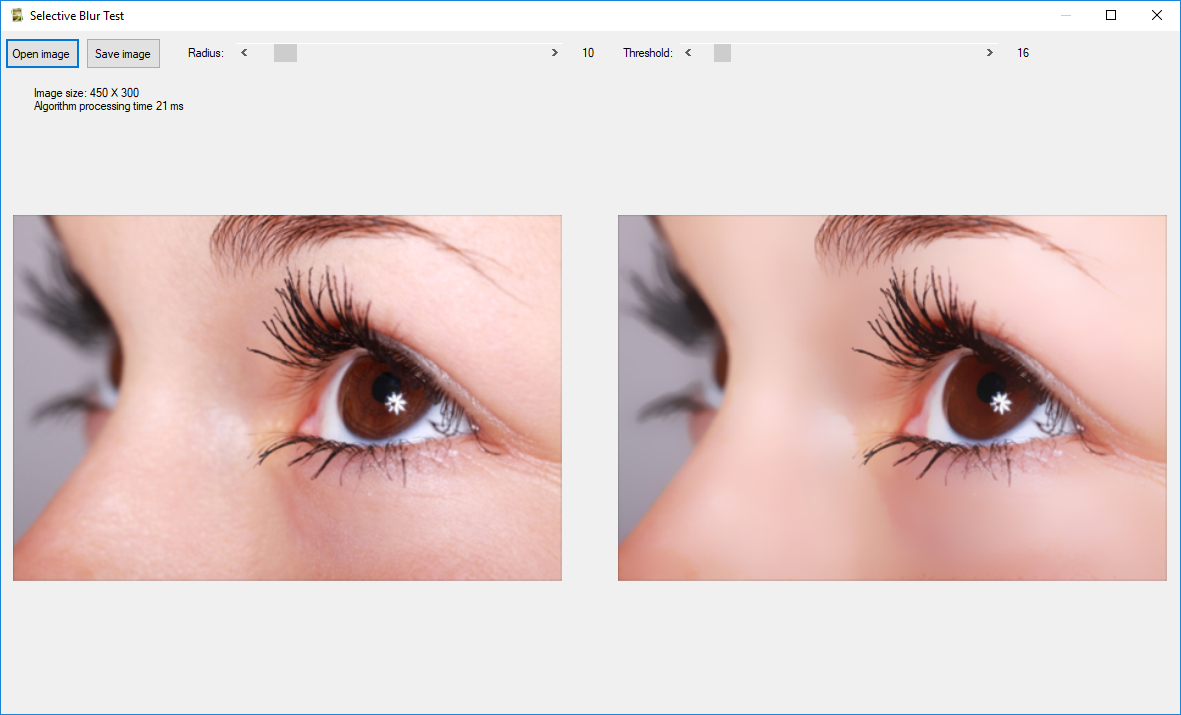 Selective Blur Test
Open image Save image Radius: 10 Threshold: 16
Image size: 450 X 300
Algorithm processing time 21 ms